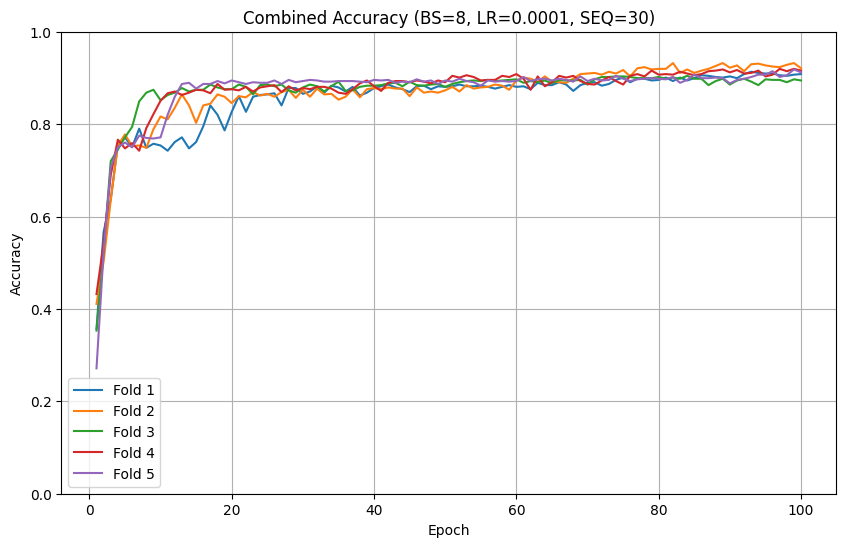 Combined Accuracy (BS=8, LR=0.0001, SEQ=30)
1.0
0.8
0.6
0.4
0.2
0.0
Accuracy
Fold 1
Fold 2
Fold 3
Fold 4
Fold 5
0 20 40 60 80 100
Epoch